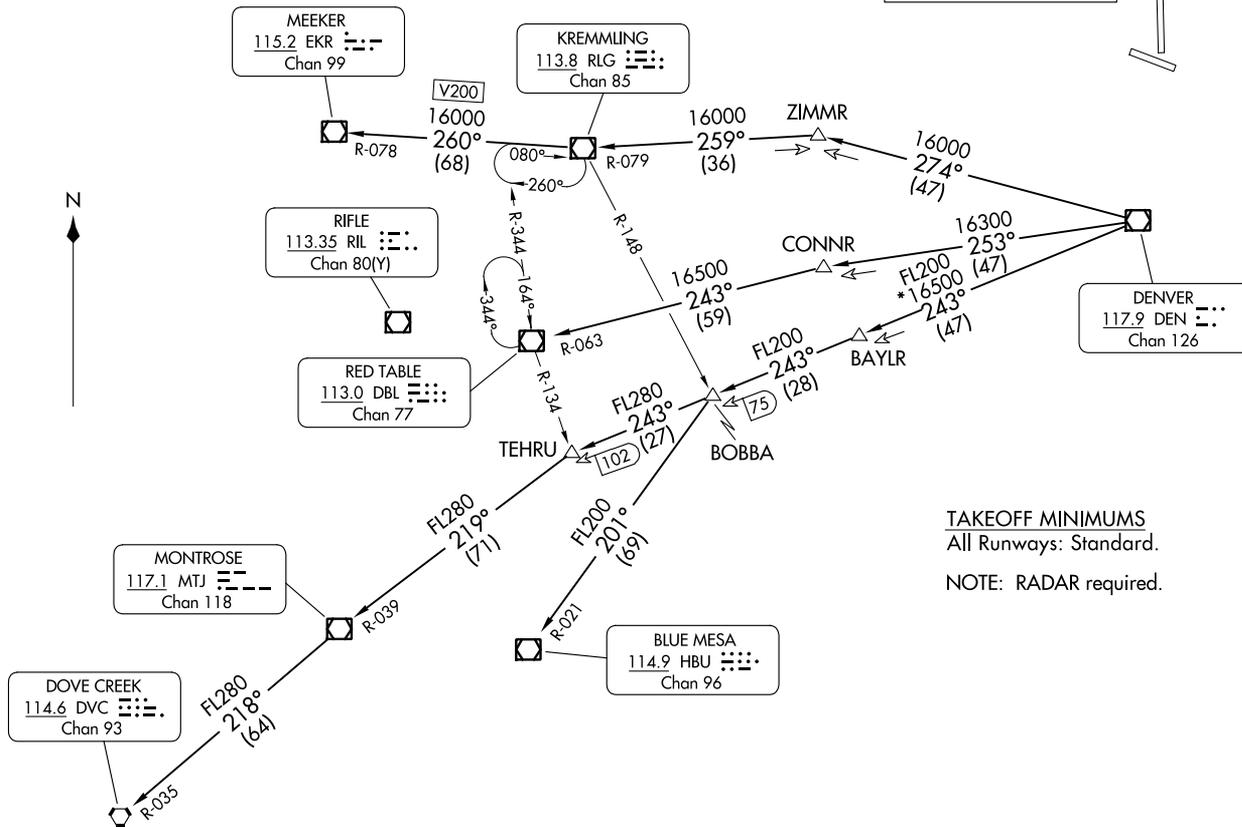 MEEKER
115.2 EKR
Chan 99
KREMMLING
113.8 RLG
Chan 85
V200
16000
260°
(68)
R-078
080°
260°
R-079
16000
259°
(36)
ZIMMR
16000
274°
(47)
N
RIFLE
113.35 RIL
Chan 80(Y)
R-344
R-148
CONNR
16300
253°
(47)
16500
243°
(59)
FL200
*16500
243°
(47)
DENVER
117.9 DEN
Chan 126
344°
164°
R-063
RED TABLE
113.0 DBL
Chan 77
R-134
BAYLR
FL200
243°
(28)
75
BOBBA
FL280
243°
(27)
102
TEHRU
FL280
219°
(71)
FL200
201°
(69)
TAKEOFF MINIMUMS
All Runways: Standard.
NOTE: RADAR required.
MONTROSE
117.1 MTJ
Chan 118
R-039
R-021
BLUE MESA
114.9 HBU
Chan 96
DOVE CREEK
114.6 DVC
Chan 93
FL280
218°
(64)
R-035